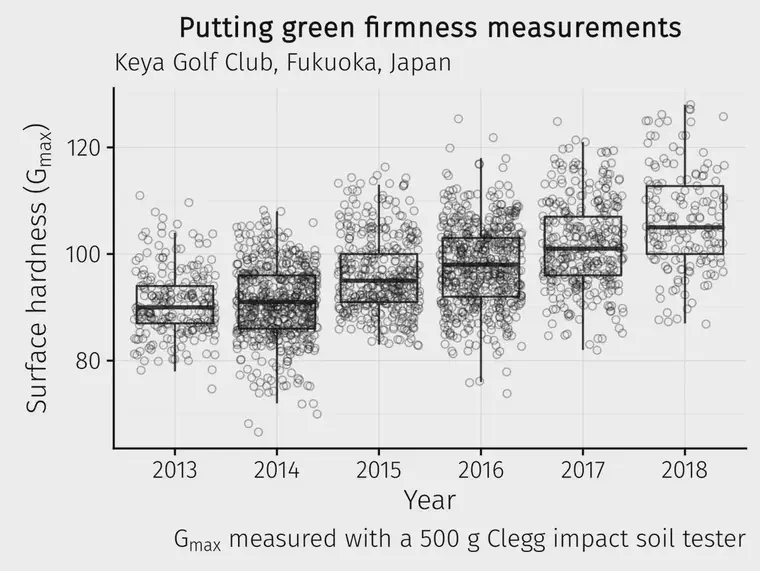 Putting green firmness measurements
Keya Golf Club, Fukuoka, Japan
Surface hardness (Gmax)
120
100
80
2013 2014 2015 2016 2017 2018
Year
Gmax measured with a 500 g Clegg impact soil tester